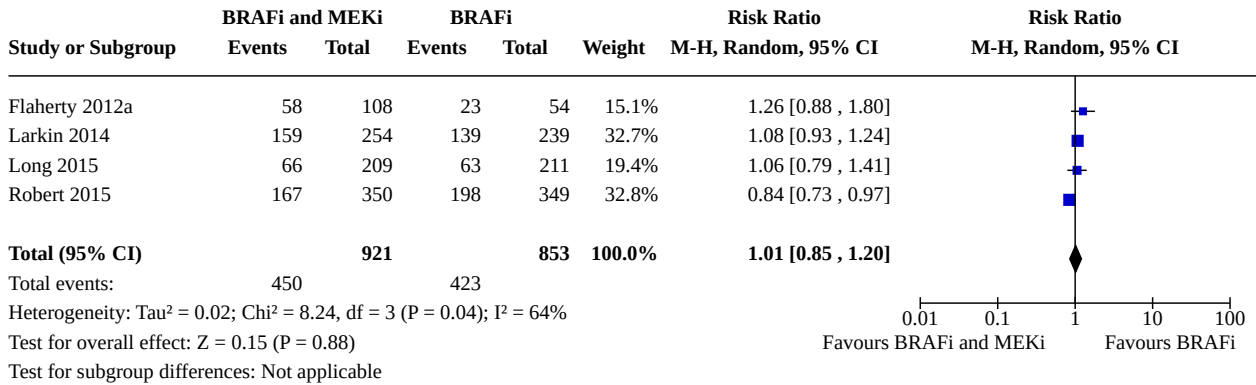 BRAFi and MEKi BRAFi Risk Ratio Risk Ratio
Study or Subgroup Events Total Events Total Weight M-H, Random, 95% CI M-H, Random, 95% CI
Flaherty 2012a 58 108 23 54 15.1% 1.26 [0.88 , 1.80]
Larkin 2014 159 254 139 239 32.7% 1.08 [0.93 , 1.24]
Long 2015 66 209 63 211 19.4% 1.06 [0.79 , 1.41]
Robert 2015 167 350 198 349 32.8% 0.84 [0.73 , 0.97]
Total (95% CI) 921 853 100.0% 1.01 [0.85 , 1.20]
Total events: 450 423
Heterogeneity: Tau² = 0.02; Chi² = 8.24, df = 3 (P = 0.04); I² = 64%
0.01 0.1 1 10 100
Test for overall effect: Z = 0.15 (P = 0.88) Favours BRAFi and MEKi Favours BRAFi
Test for subgroup differences: Not applicable